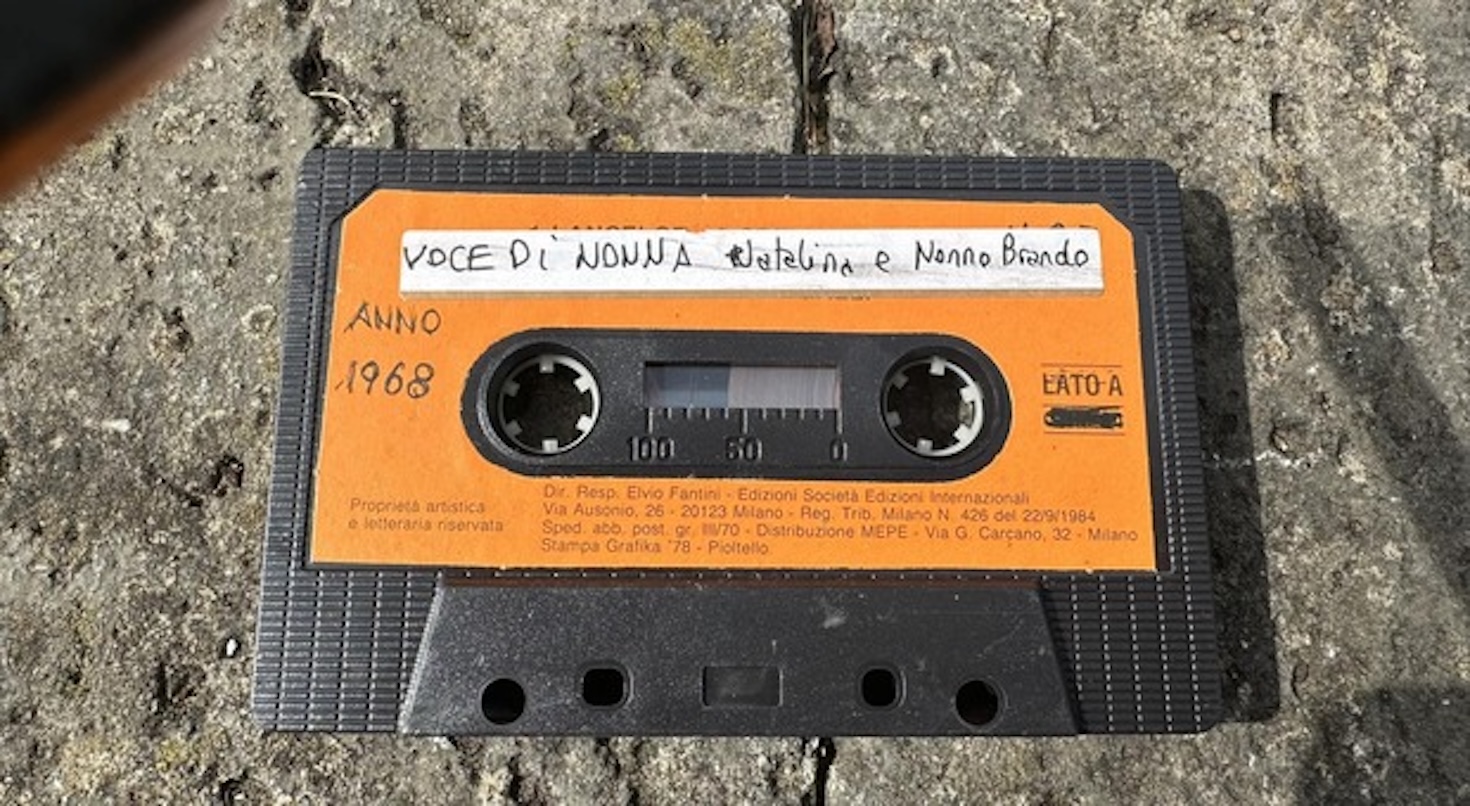 VOCE Dì NONNA Natalina e Nonno Brando
ANNO
1968
LATO A
100 50 0
Proprietà artistica
e letteraria riservata
Dir. Resp. Elvio Fantini - Edizioni Società Edizioni Internazionali
Via Ausonio, 26 - 20123 Milano - Reg. Trib. Milano N. 426 del 22/9/1984
Sped. abb. post. gr. III/70 - Distribuzione MEPE - Via G. Carcano, 32 - Milano
Stampa Grafika '78 - Pioltello